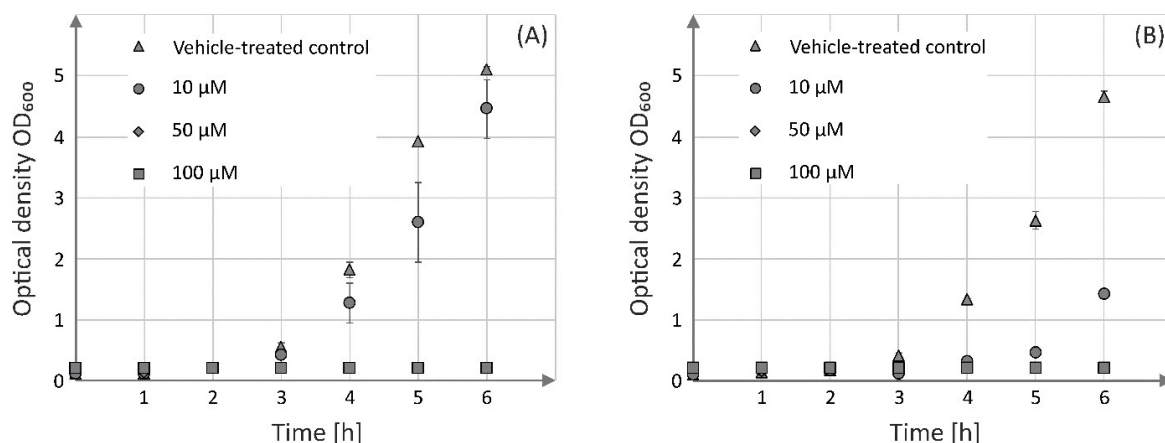 (A)
Vehicle-treated control
10 µM
50 µM
100 µM
Optical density OD600
5
4
3
2
1
0
1 2 3 4 5 6
Time [h]
(B)
Vehicle-treated control
10 µM
50 µM
100 µM
Optical density OD600
5
4
3
2
1
0
1 2 3 4 5 6
Time [h]